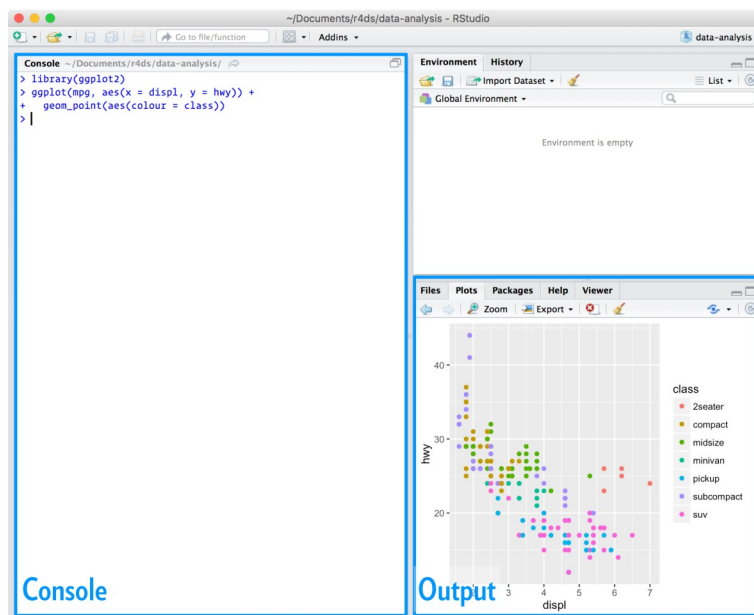 ~/Documents/r4ds/data-analysis - RStudio
Go to file/function
Addins
data-analysis
Console ~/Documents/r4ds/data-analysis/
> library(ggplot2)
> ggplot(mpg, aes(x = displ, y = hwy)) +
+   geom_point(aes(colour = class))
>
Console
Environment History
Import Dataset
List
Global Environment
Environment is empty
Files Plots Packages Help Viewer
Zoom Export
40
30
20
hwy
2 3 4 5 6 7
displ
class
2seater
compact
midsize
minivan
pickup
subcompact
suv
Output